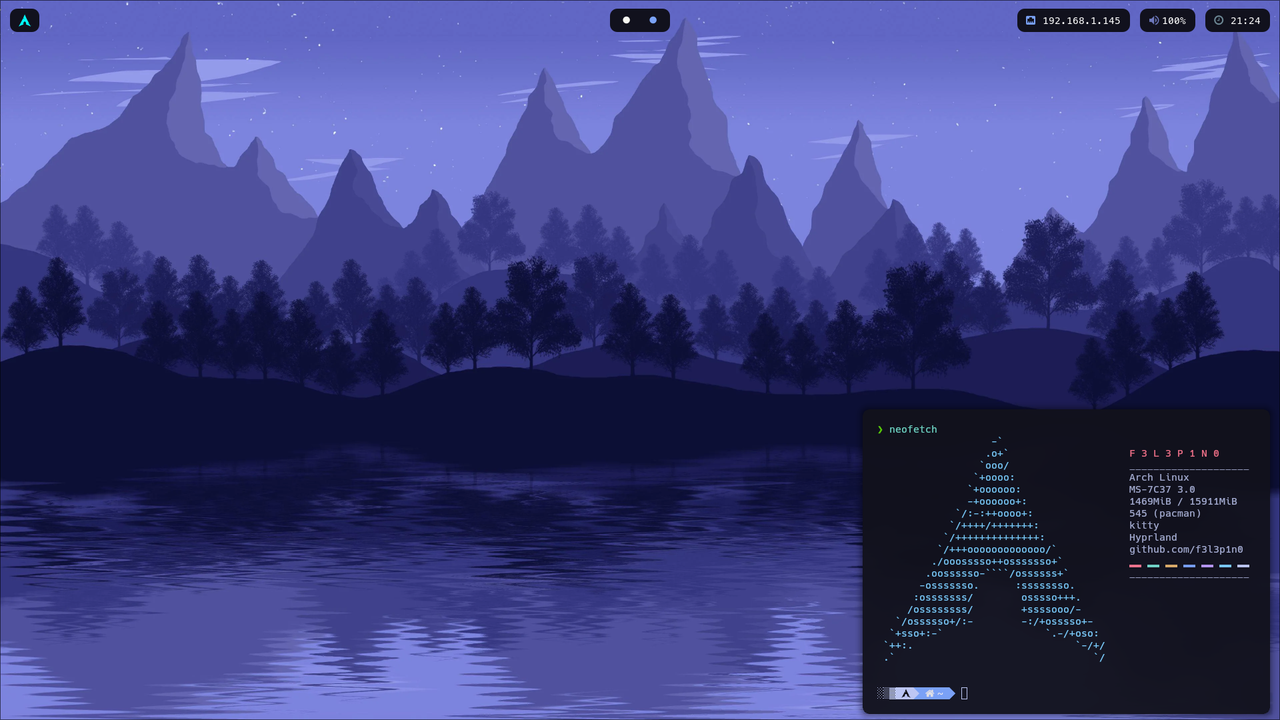 192.168.1.145
100%
21:24
❯ neofetch
F 3 L 3 P 1 N 0
Arch Linux
MS-7C37 3.0
1469MiB / 15911MiB
545 (pacman)
kitty
Hyprland
github.com/f3l3p1n0
~